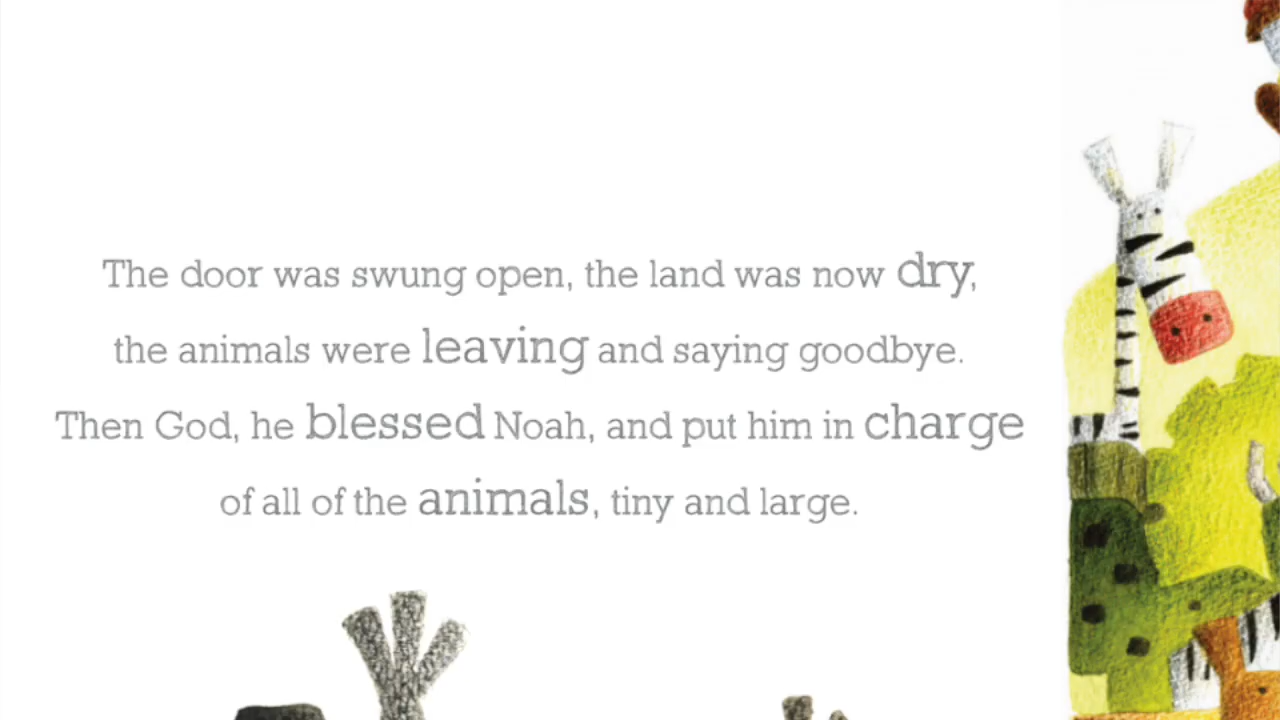 The door was swung open, the land was now dry,
the animals were leaving and saying goodbye.
Then God, he blessed Noah, and put him in charge
of all of the animals, tiny and large.